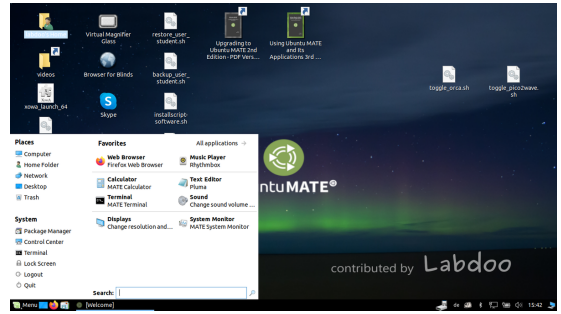 Virtual Magnifier
Glass
restore_user_
student.sh
Upgrading to
Ubuntu MATE 2nd
Edition - PDF Vers...
Using Ubuntu MATE
and Its
Applications 3rd ...
videos
Browser for Blinds
backup_user_
student.sh
toggle_orca.sh
toggle_pico2wave.
sh
xowa_launch_64
Skype
installscript-
software.sh
Places
Computer
Home Folder
Network
Desktop
Trash
System
Package Manager
Control Center
Terminal
Lock Screen
Logout
Quit
Favorites
All applications →
Web Browser
Firefox Web Browser
Music Player
Rhythmbox
Calculator
MATE Calculator
Text Editor
Pluma
Terminal
MATE Terminal
Sound
Change sound volume ...
Displays
Change resolution and...
System Monitor
MATE System Monitor
Search:
ntu MATE®
contributed by Labdoo
Menu
[Welcome]
de
15:42